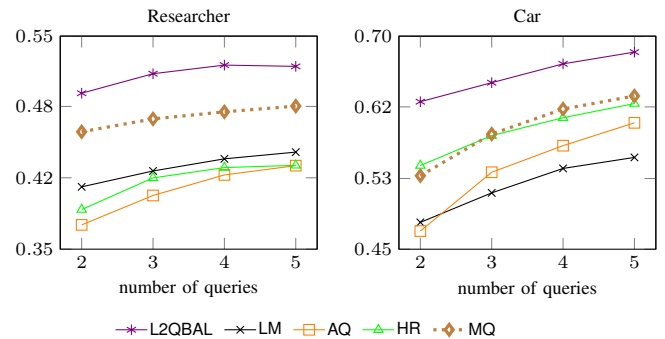 Researcher
0.55
0.48
0.42
0.35
2 3 4 5
number of queries
Car
0.70
0.62
0.53
0.45
2 3 4 5
number of queries
L2QBAL LM AQ HR MQ